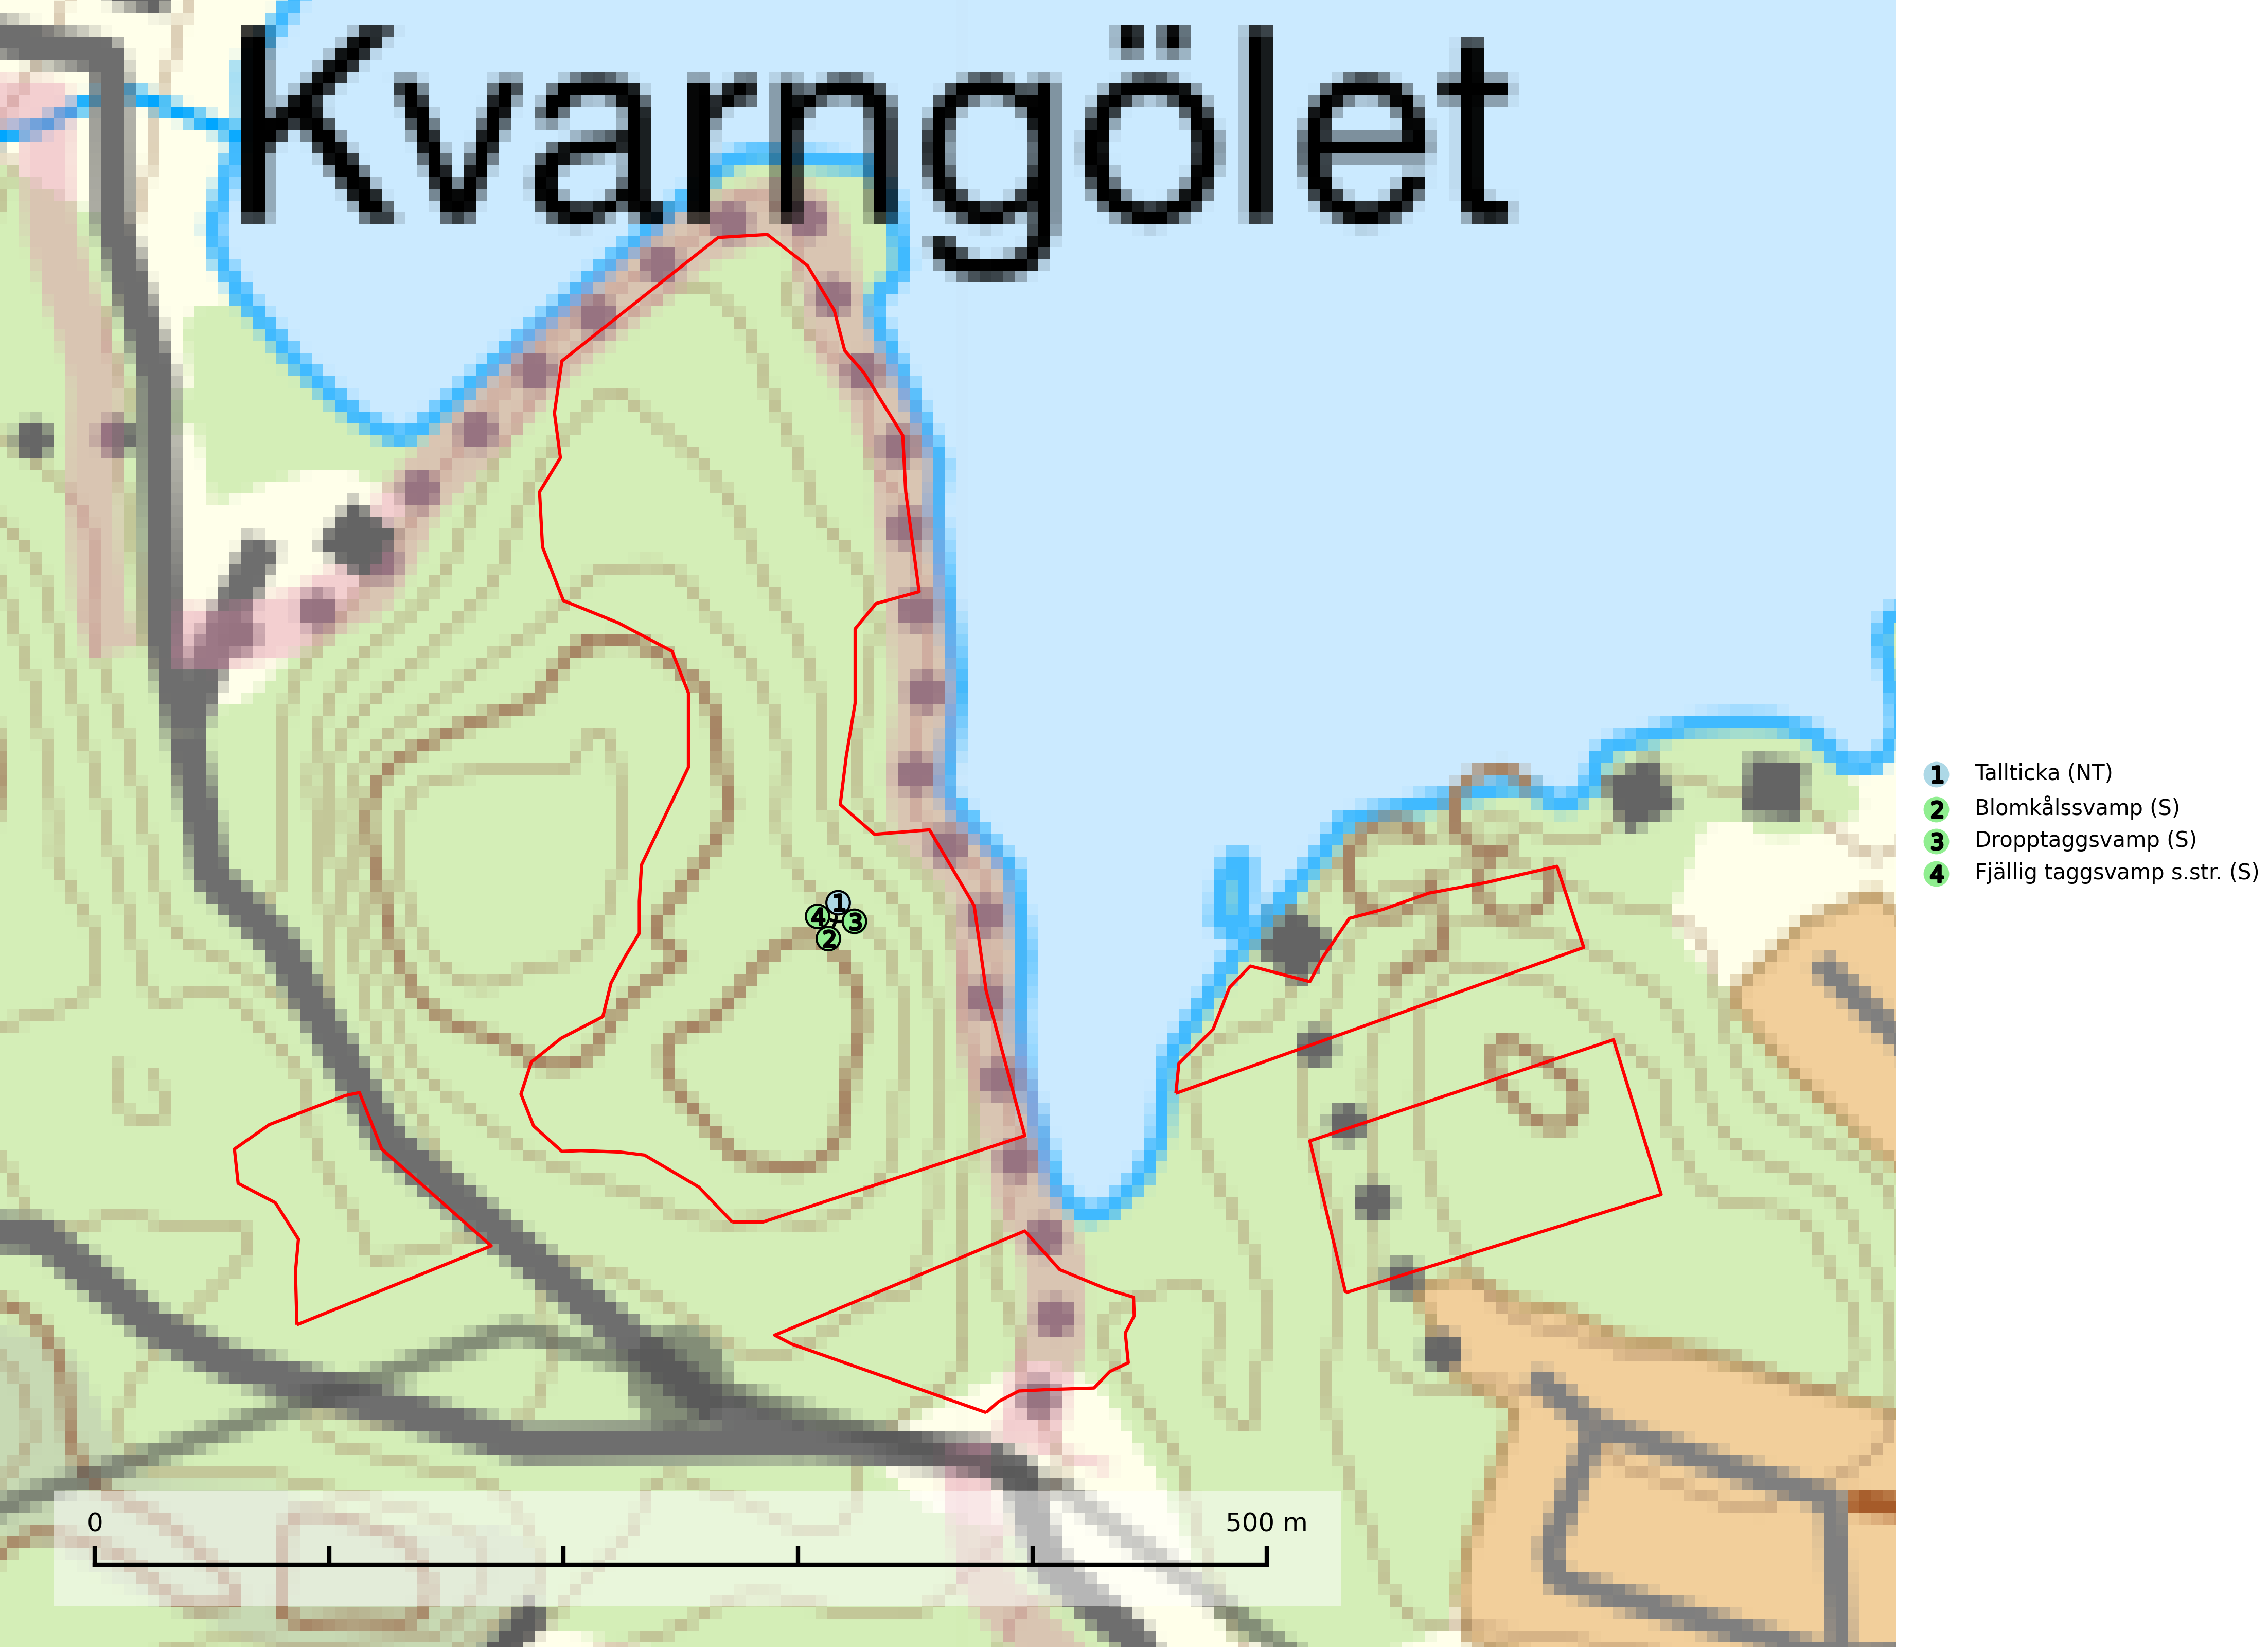 Kvarngölet
1 Tallticka (NT)
2 Blomkålssvamp (S)
3 Dropptaggsvamp (S)
4 Fjällig taggsvamp s.str. (S)
1
4
3
2
0 500 m